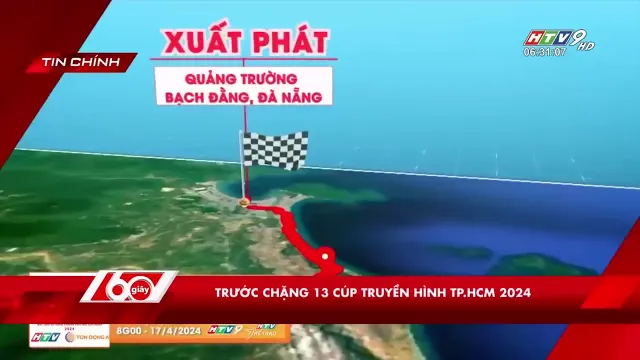 XUẤT PHÁT
QUẢNG TRƯỜNG
BẠCH ĐẰNG, ĐÀ NẴNG
TIN CHÍNH
HTV9 HD
06:31:07
60 giây
TRƯỚC CHẶNG 13 CÚP TRUYỀN HÌNH TP.HCM 2024
HTV
8G00 - 17/4/2024
HTV9